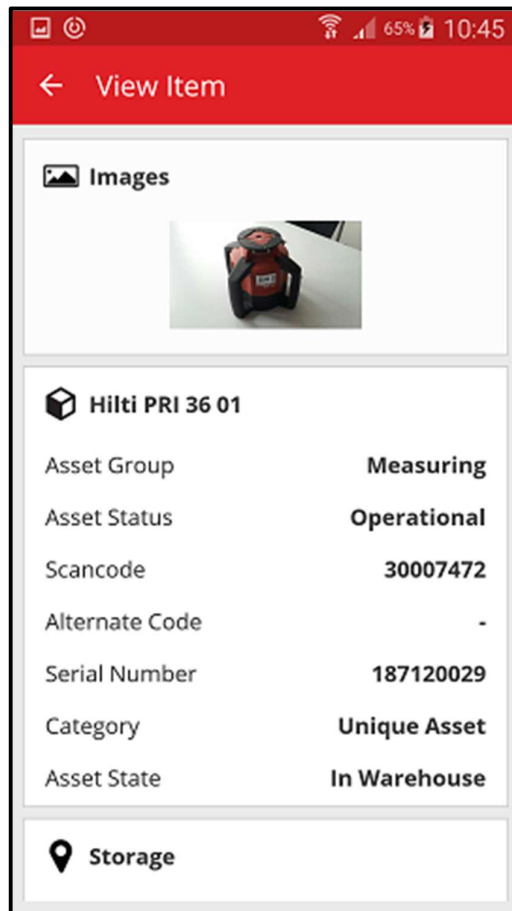 65% 10:45
View Item
Images
Hilti PRI 36 01
Asset Group Measuring
Asset Status Operational
Scancode 30007472
Alternate Code -
Serial Number 187120029
Category Unique Asset
Asset State In Warehouse
Storage